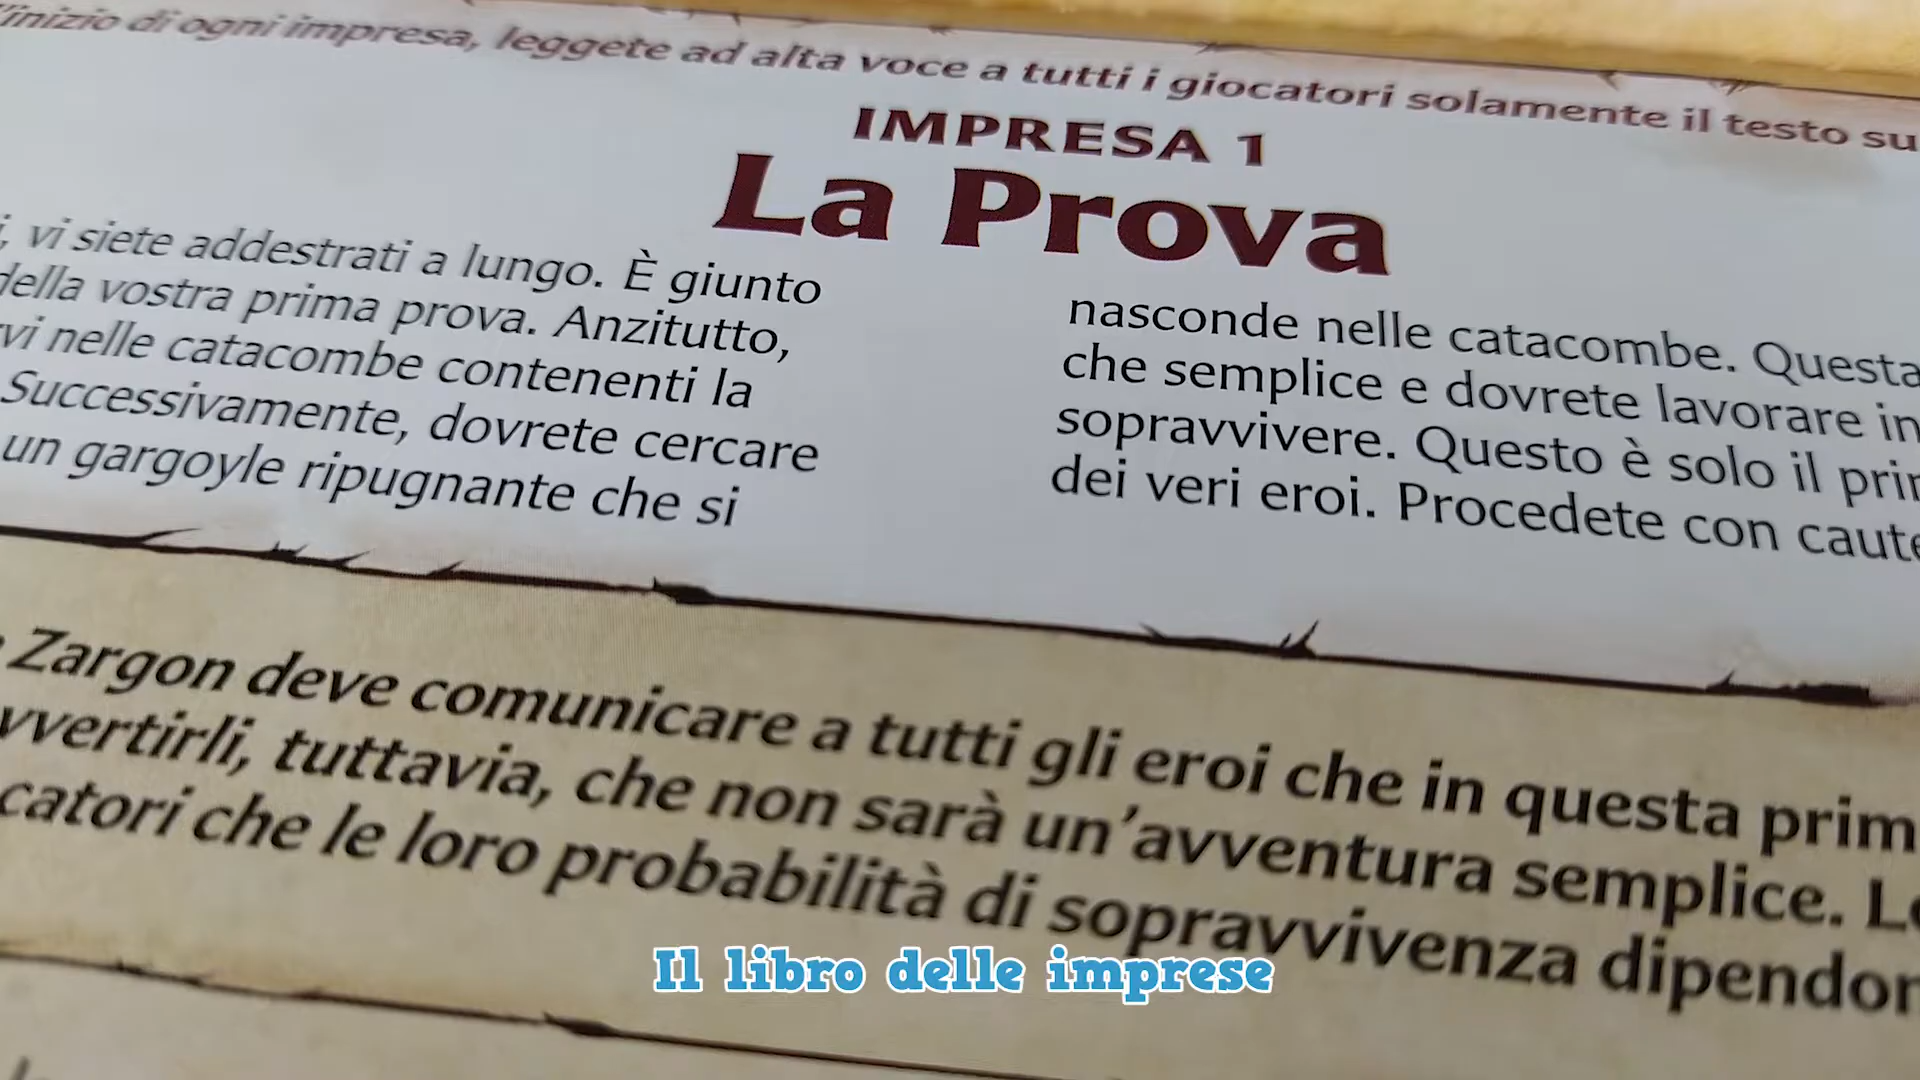 l'inizio di ogni impresa, leggete ad alta voce a tutti i giocatori solamente il testo su
IMPRESA 1
La Prova
i, vi siete addestrati a lungo. È giunto
della vostra prima prova. Anzitutto,
rvi nelle catacombe contenenti la
Successivamente, dovrete cercare
un gargoyle ripugnante che si
nasconde nelle catacombe. Questa
che semplice e dovrete lavorare in
sopravvivere. Questo è solo il prim
dei veri eroi. Procedete con caute
Zargon deve comunicare a tutti gli eroi che in questa prim
vvertirli, tuttavia, che non sarà un'avventura semplice. Lo
catori che le loro probabilità di sopravvivenza dipendon
Il libro delle imprese